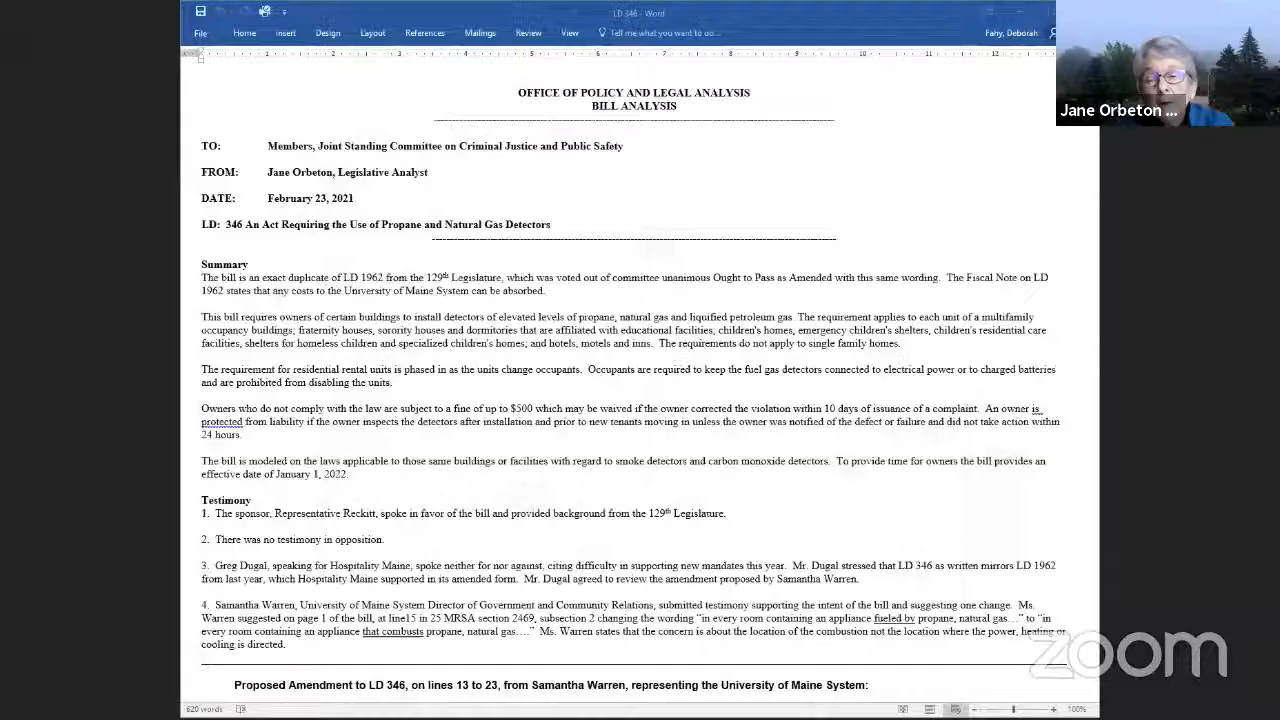 LD 346 - Word
File Home Insert Design Layout References Mailings Review View Tell me what you want to do... Fahy, Deborah
1 2 3 4 5 6 7 8 9 10 11 12
Jane Orbeton ...
OFFICE OF POLICY AND LEGAL ANALYSIS
BILL ANALYSIS
TO: Members, Joint Standing Committee on Criminal Justice and Public Safety
FROM: Jane Orbeton, Legislative Analyst
DATE: February 23, 2021
LD: 346 An Act Requiring the Use of Propane and Natural Gas Detectors
Summary
The bill is an exact duplicate of LD 1962 from the 129th Legislature, which was voted out of committee unanimous Ought to Pass as Amended with this same wording. The Fiscal Note on LD
1962 states that any costs to the University of Maine System can be absorbed.
This bill requires owners of certain buildings to install detectors of elevated levels of propane, natural gas and liquified petroleum gas. The requirement applies to each unit of a multifamily
occupancy buildings; fraternity houses, sorority houses and dormitories that are affiliated with educational facilities; children's homes, emergency children's shelters, children's residential care
facilities, shelters for homeless children and specialized children's homes; and hotels, motels and inns. The requirements do not apply to single family homes.
The requirement for residential rental units is phased in as the units change occupants. Occupants are required to keep the fuel gas detectors connected to electrical power or to charged batteries
and are prohibited from disabling the units.
Owners who do not comply with the law are subject to a fine of up to $500 which may be waived if the owner corrected the violation within 10 days of issuance of a complaint. An owner is
protected from liability if the owner inspects the detectors after installation and prior to new tenants moving in unless the owner was notified of the defect or failure and did not take action within
24 hours.
The bill is modeled on the laws applicable to those same buildings or facilities with regard to smoke detectors and carbon monoxide detectors. To provide time for owners the bill provides an
effective date of January 1, 2022.
Testimony
1. The sponsor, Representative Reckitt, spoke in favor of the bill and provided background from the 129th Legislature.
2. There was no testimony in opposition.
3. Greg Dugal, speaking for Hospitality Maine, spoke neither for nor against, citing difficulty in supporting new mandates this year. Mr. Dugal stressed that LD 346 as written mirrors LD 1962
from last year, which Hospitality Maine supported in its amended form. Mr. Dugal agreed to review the amendment proposed by Samantha Warren.
4. Samantha Warren, University of Maine System Director of Government and Community Relations, submitted testimony supporting the intent of the bill and suggesting one change. Ms.
Warren suggested on page 1 of the bill, at line15 in 25 MRSA section 2469, subsection 2 changing the wording "in every room containing an appliance fueled by propane, natural gas…" to "in
every room containing an appliance that combusts propane, natural gas…." Ms. Warren states that the concern is about the location of the combustion not the location where the power, heating or
cooling is directed.
Proposed Amendment to LD 346, on lines 13 to 23, from Samantha Warren, representing the University of Maine System:
620 words 100%
zoom